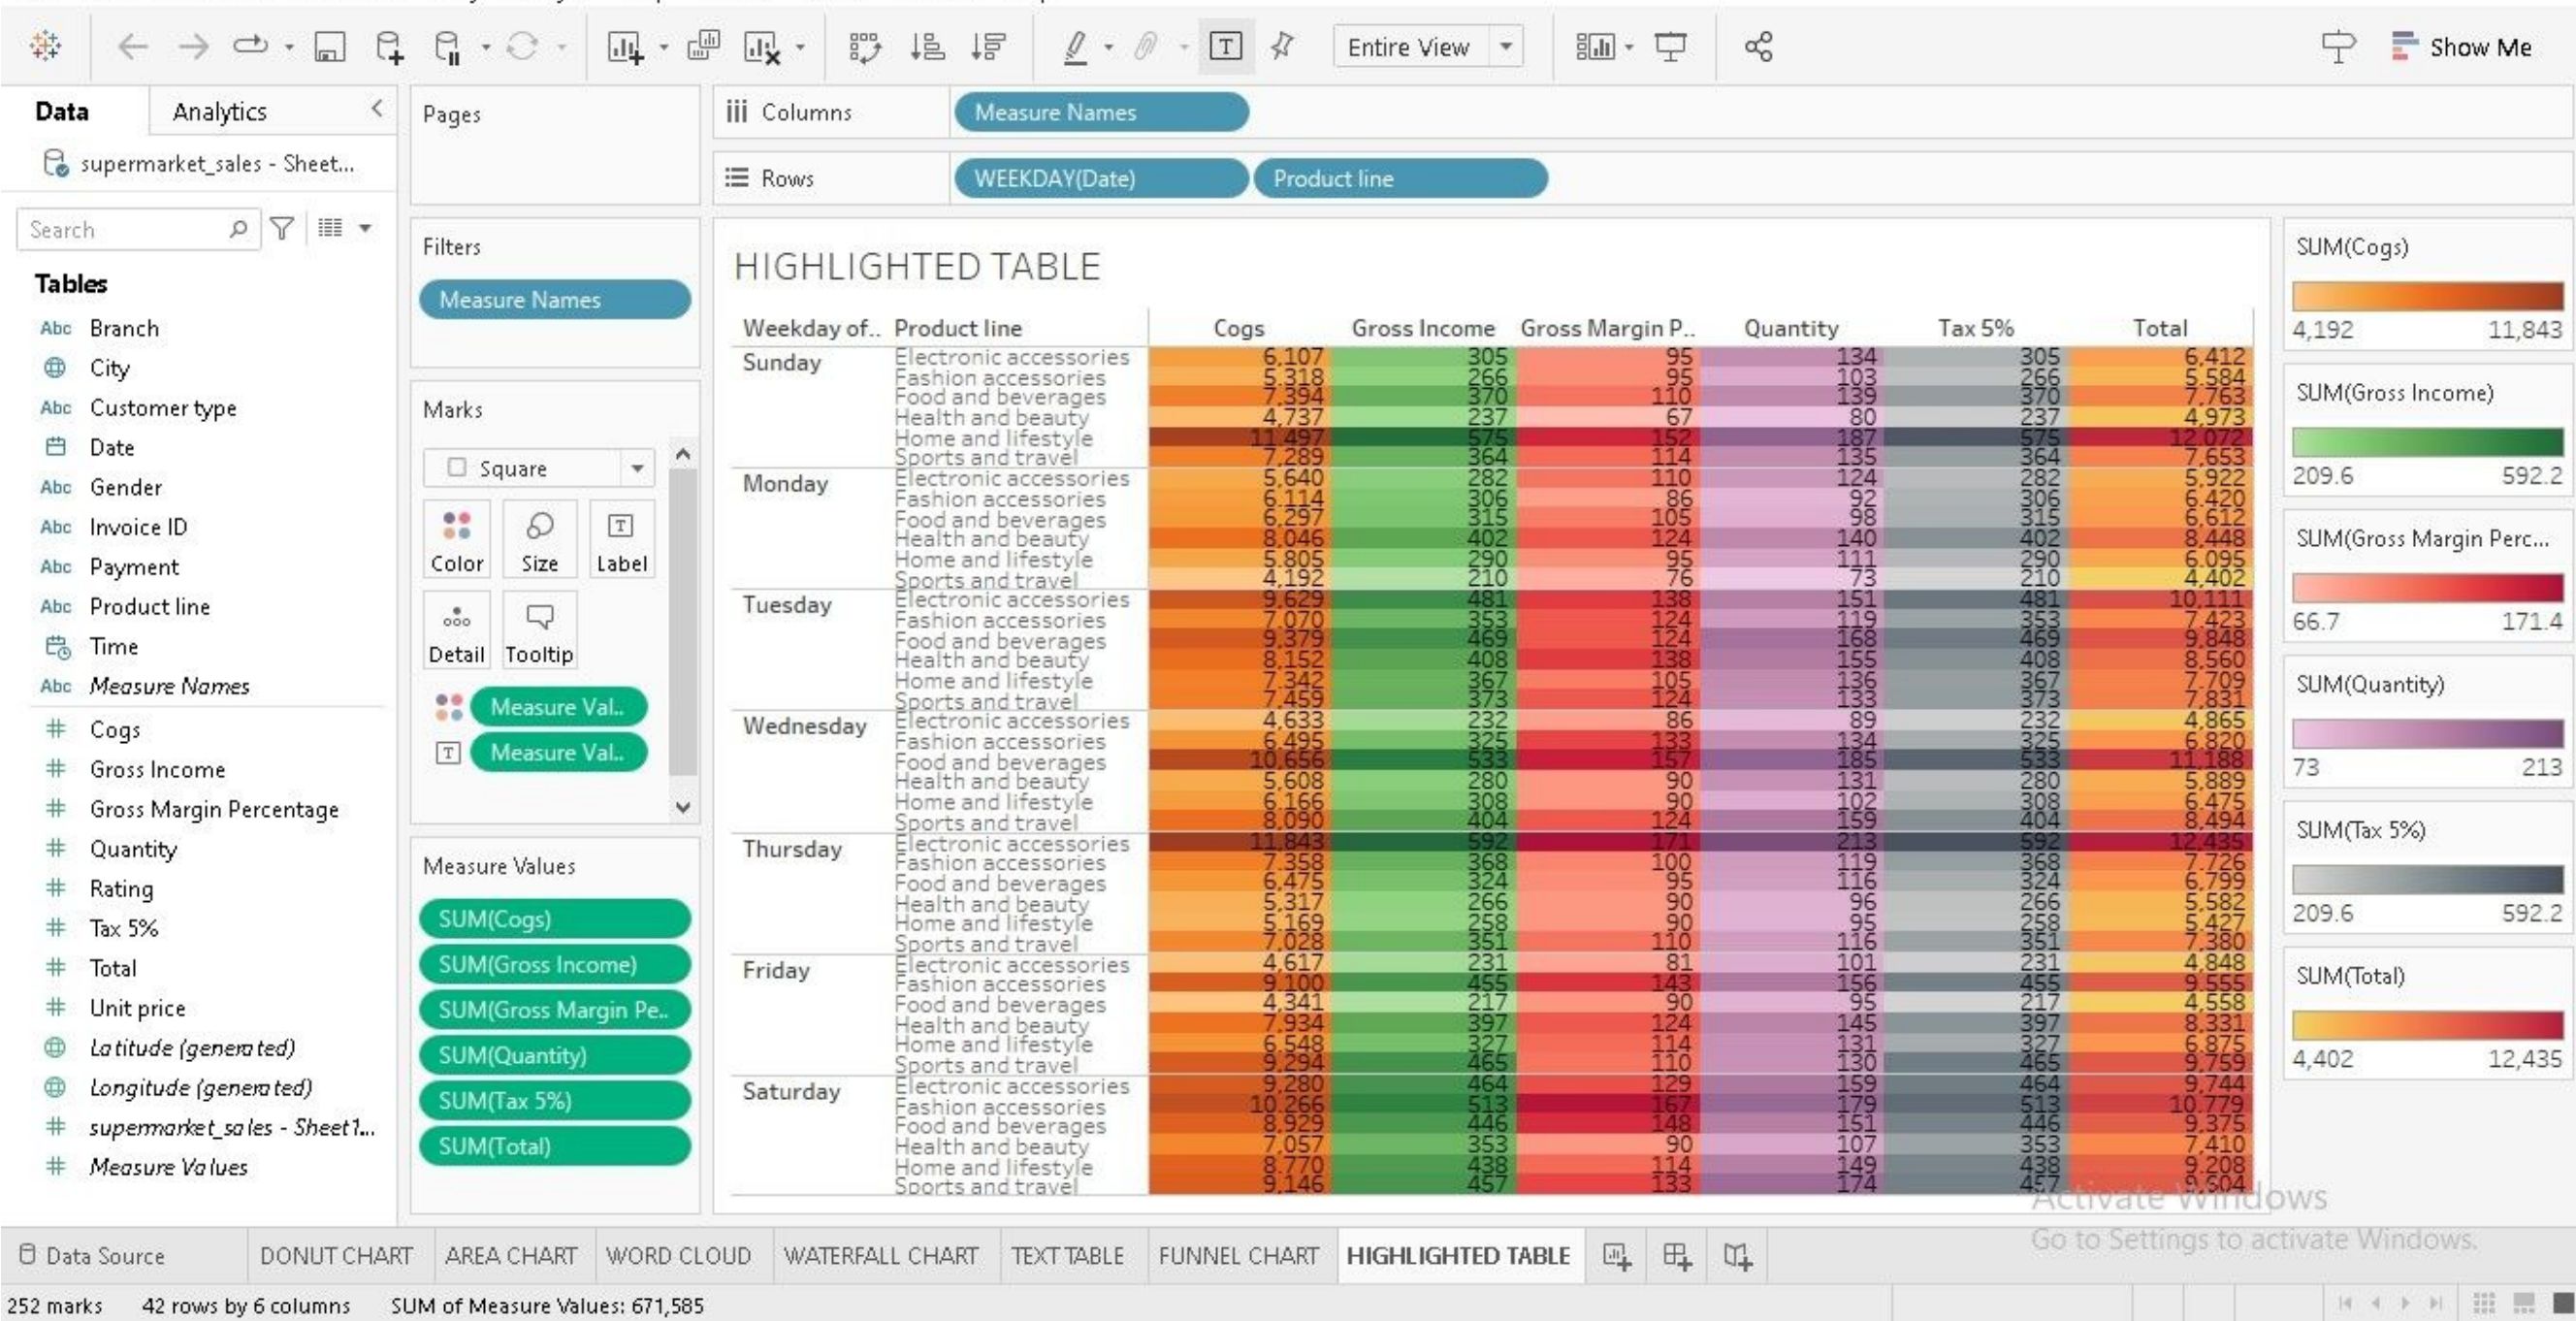 Entire View
Show Me
Data
Analytics
supermarket_sales - Sheet...
Search
Tables
Abc Branch
City
Abc Customer type
Date
Abc Gender
Abc Invoice ID
Abc Payment
Abc Product line
Time
Abc Measure Names
# Cogs
# Gross Income
# Gross Margin Percentage
# Quantity
# Rating
# Tax 5%
# Total
# Unit price
Latitude (generated)
Longitude (generated)
# supermarket_sales - Sheet1...
# Measure Values
Pages
Filters
Measure Names
Marks
Square
Color Size Label
Detail Tooltip
Measure Val..
Measure Val..
Measure Values
SUM(Cogs)
SUM(Gross Income)
SUM(Gross Margin Pe..
SUM(Quantity)
SUM(Tax 5%)
SUM(Total)
Columns Measure Names
Rows WEEKDAY(Date) Product line
HIGHLIGHTED TABLE
Weekday of.. Product line Cogs Gross Income Gross Margin P.. Quantity Tax 5% Total
Sunday Electronic accessories 6,107 305 95 134 305 6,412
Fashion accessories 5,318 266 95 103 266 5,584
Food and beverages 7,394 370 110 139 370 7,763
Health and beauty 4,737 237 67 80 237 4,973
Home and lifestyle 11,497 575 152 187 575 12,072
Sports and travel 7,289 364 114 135 364 7,653
Monday Electronic accessories 5,640 282 110 124 282 5,922
Fashion accessories 6,114 306 86 92 306 6,420
Food and beverages 6,297 315 105 98 315 6,612
Health and beauty 8,046 402 124 140 402 8,448
Home and lifestyle 5,805 290 95 111 290 6,095
Sports and travel 4,192 210 76 73 210 4,402
Tuesday Electronic accessories 9,629 481 138 151 481 10,111
Fashion accessories 7,070 353 124 119 353 7,423
Food and beverages 9,379 469 124 168 469 9,848
Health and beauty 8,152 408 138 155 408 8,560
Home and lifestyle 7,342 367 105 136 367 7,709
Sports and travel 7,459 373 124 133 373 7,831
Wednesday Electronic accessories 4,633 232 86 89 232 4,865
Fashion accessories 6,495 325 133 134 325 6,820
Food and beverages 10,656 533 157 185 533 11,188
Health and beauty 5,608 280 90 131 280 5,889
Home and lifestyle 6,166 308 90 102 308 6,475
Sports and travel 8,090 404 124 159 404 8,494
Thursday Electronic accessories 11,843 592 171 213 592 12,435
Fashion accessories 7,358 368 100 119 368 7,726
Food and beverages 6,475 324 95 116 324 6,799
Health and beauty 5,317 266 90 96 266 5,582
Home and lifestyle 5,169 258 90 95 258 5,427
Sports and travel 7,028 351 110 116 351 7,380
Friday Electronic accessories 4,617 231 81 101 231 4,848
Fashion accessories 9,100 455 143 156 455 9,555
Food and beverages 4,341 217 90 95 217 4,558
Health and beauty 7,934 397 124 145 397 8,331
Home and lifestyle 6,548 327 114 131 327 6,875
Sports and travel 9,294 465 110 130 465 9,759
Saturday Electronic accessories 9,280 464 129 159 464 9,744
Fashion accessories 10,266 513 167 179 513 10,779
Food and beverages 8,929 446 148 151 446 9,375
Health and beauty 7,057 353 90 107 353 7,410
Home and lifestyle 8,770 438 114 149 438 9,208
Sports and travel 9,146 457 133 174 457 9,604
SUM(Cogs)
4,192 11,843
SUM(Gross Income)
209.6 592.2
SUM(Gross Margin Perc...
66.7 171.4
SUM(Quantity)
73 213
SUM(Tax 5%)
209.6 592.2
SUM(Total)
4,402 12,435
Activate Windows
Go to Settings to activate Windows.
Data Source DONUT CHART AREA CHART WORD CLOUD WATERFALL CHART TEXT TABLE FUNNEL CHART HIGHLIGHTED TABLE
252 marks 42 rows by 6 columns SUM of Measure Values: 671,585